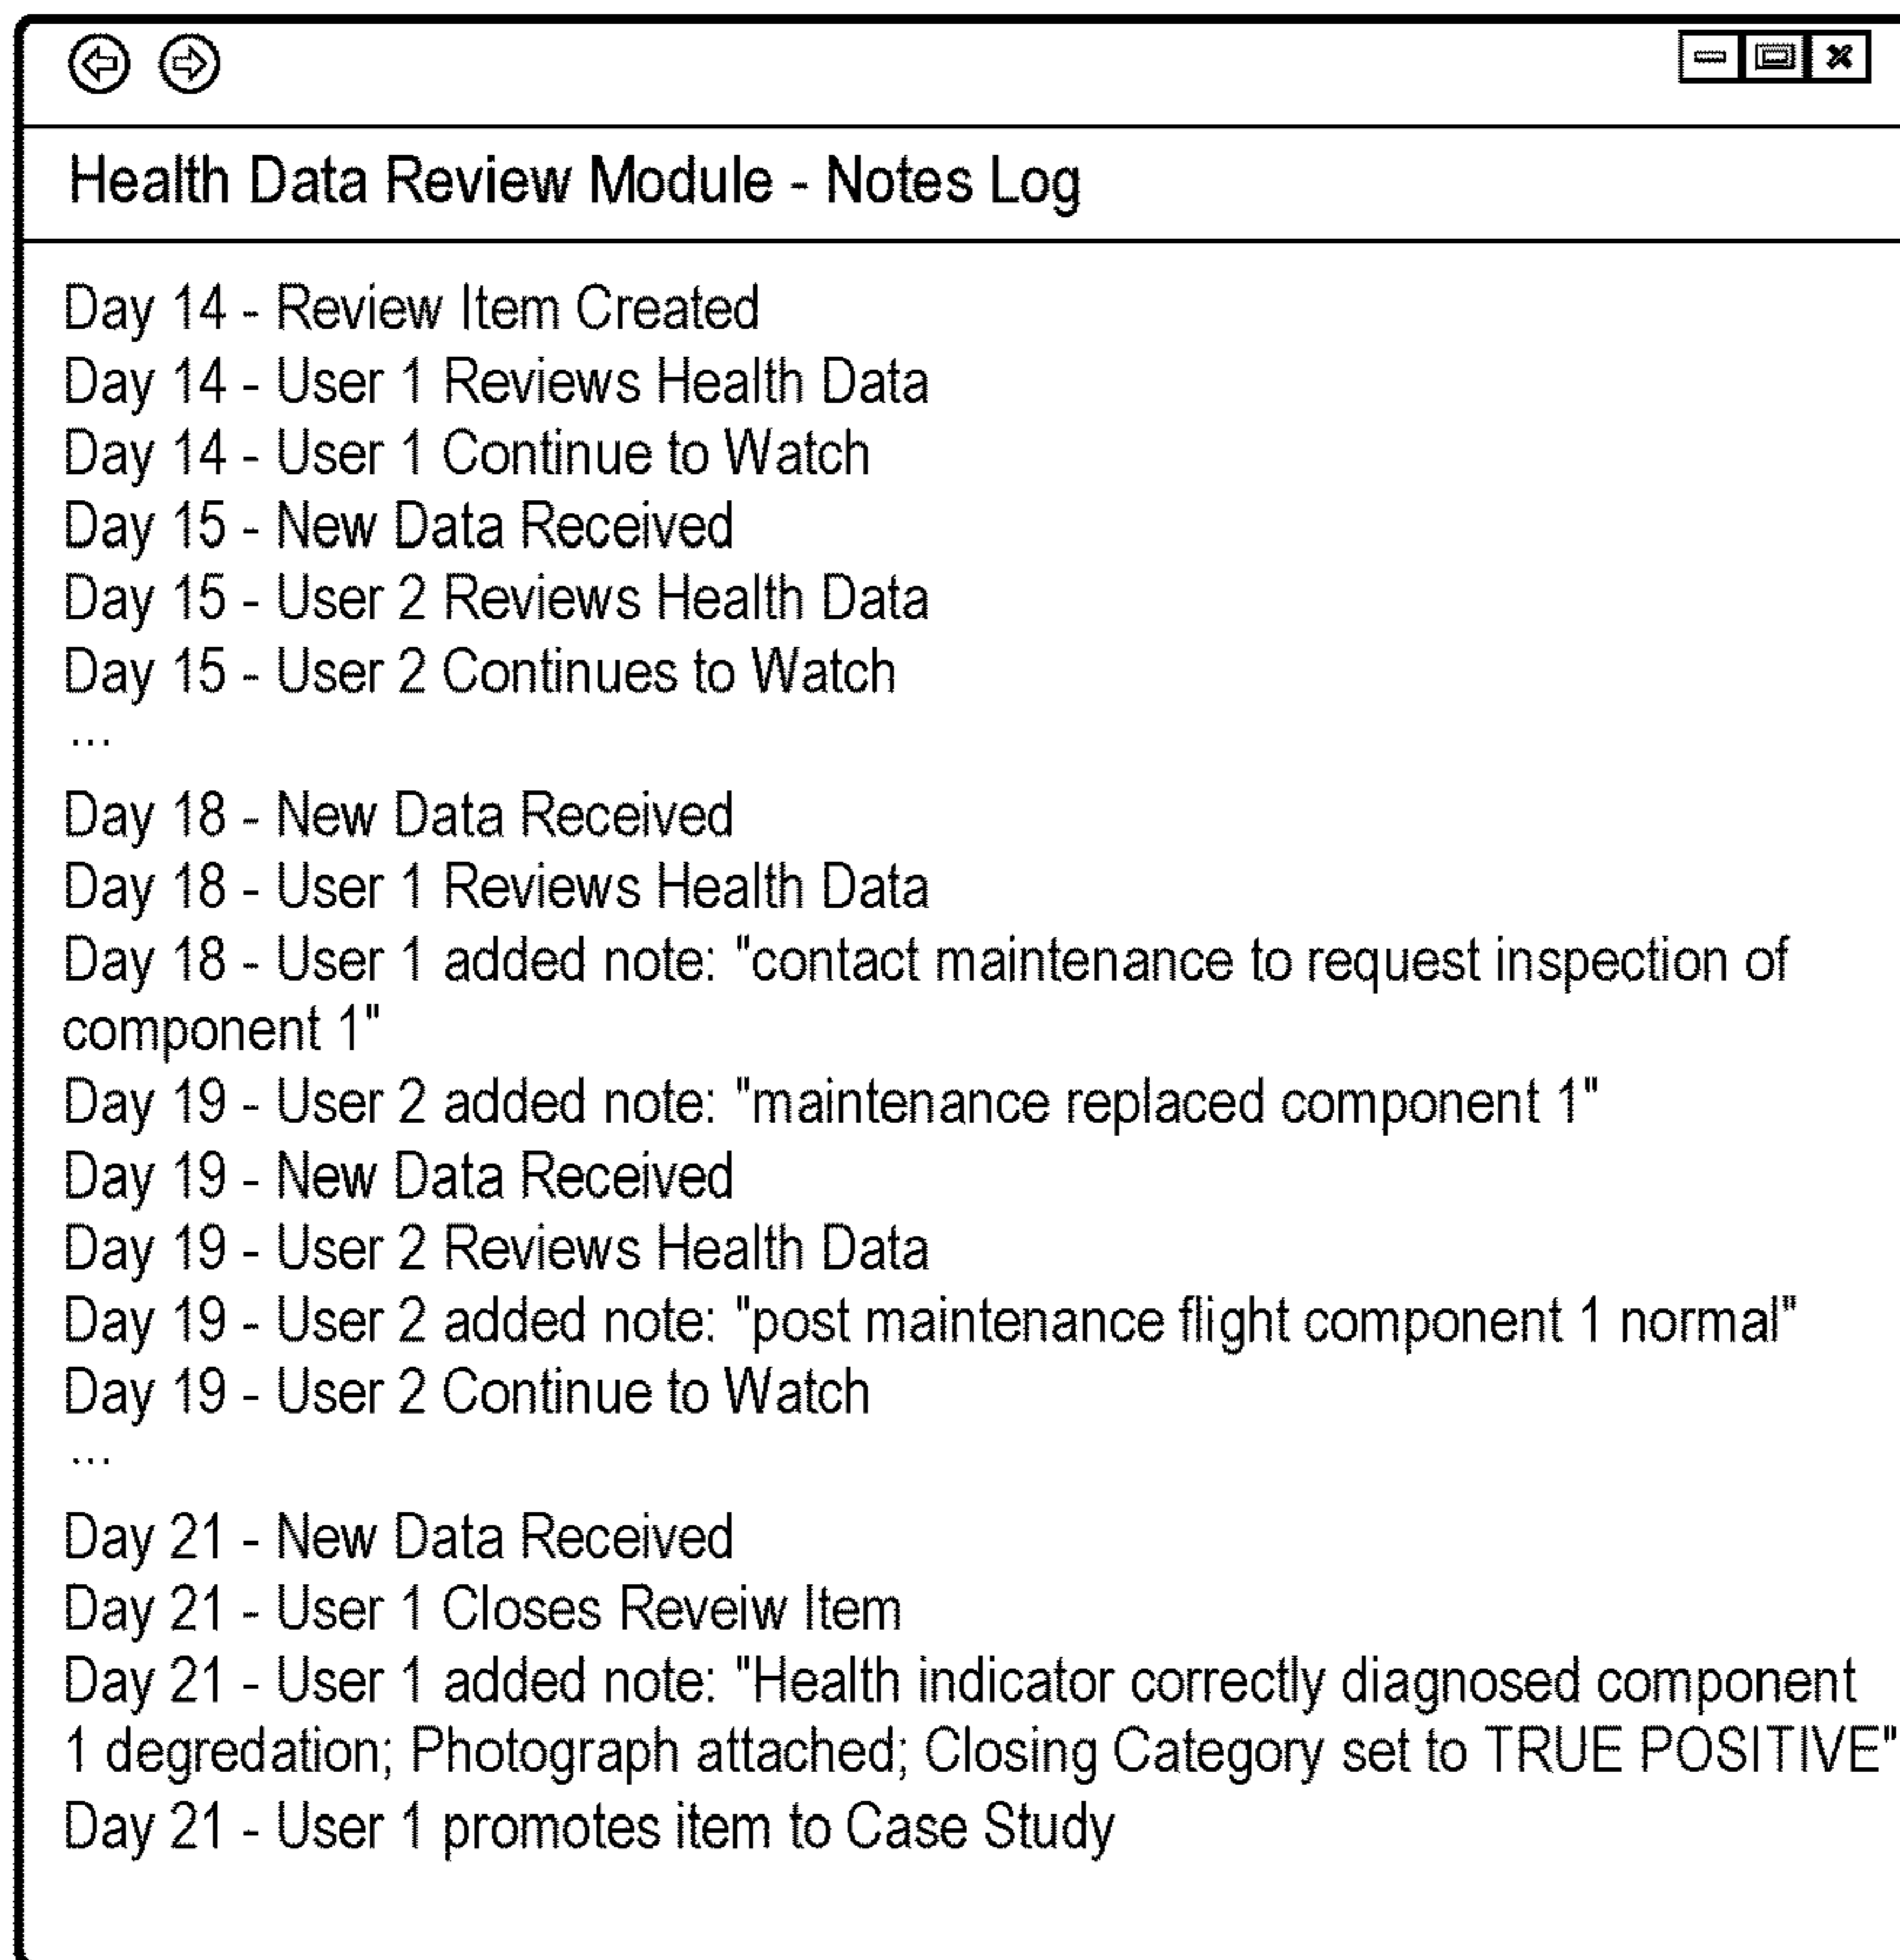 Health Data Review Module - Notes Log
Day 14 - Review Item Created
Day 14 - User 1 Reviews Health Data
Day 14 - User 1 Continue to Watch
Day 15 - New Data Received
Day 15 - User 2 Reviews Health Data
Day 15 - User 2 Continues to Watch
...
Day 18 - New Data Received
Day 18 - User 1 Reviews Health Data
Day 18 - User 1 added note: "contact maintenance to request inspection of
component 1"
Day 19 - User 2 added note: "maintenance replaced component 1"
Day 19 - New Data Received
Day 19 - User 2 Reviews Health Data
Day 19 - User 2 added note: "post maintenance flight component 1 normal"
Day 19 - User 2 Continue to Watch
...
Day 21 - New Data Received
Day 21 - User 1 Closes Reveiw Item
Day 21 - User 1 added note: "Health indicator correctly diagnosed component
1 degredation; Photograph attached; Closing Category set to TRUE POSITIVE"
Day 21 - User 1 promotes item to Case Study